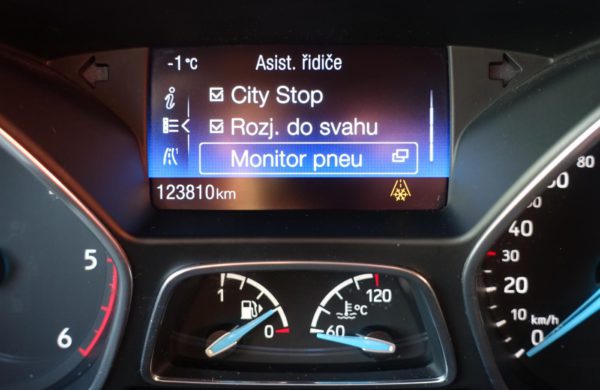 -1°C Asist. řidiče
City Stop
Rozj. do svahu
Monitor pneu
123810km
5
6
1
0
120
°C
60
80
60
40
30
20
10
0
km/h